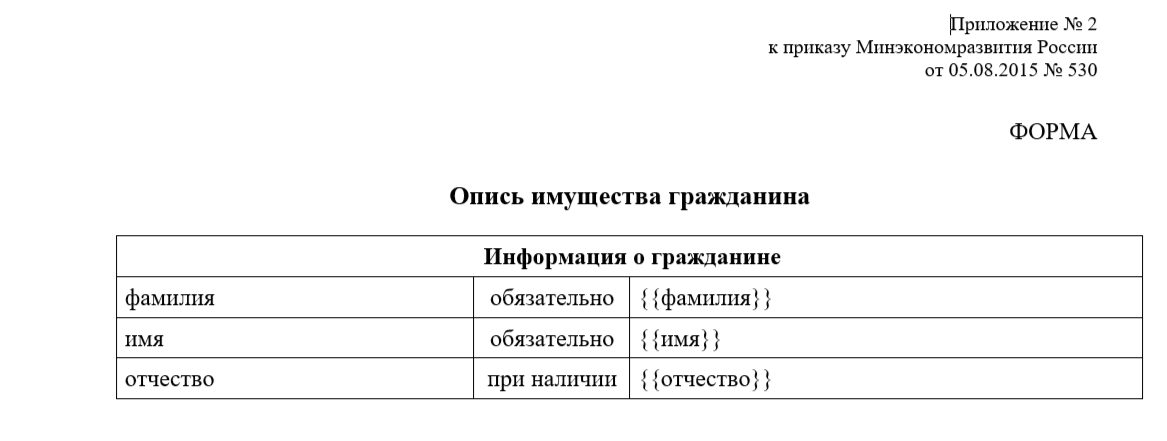 Приложение № 2
к приказу Минэкономразвития России
от 05.08.2015 № 530
ФОРМА
Опись имущества гражданина
Информация о гражданине
фамилия обязательно {{фамилия}}
имя обязательно {{имя}}
отчество при наличии {{отчество}}